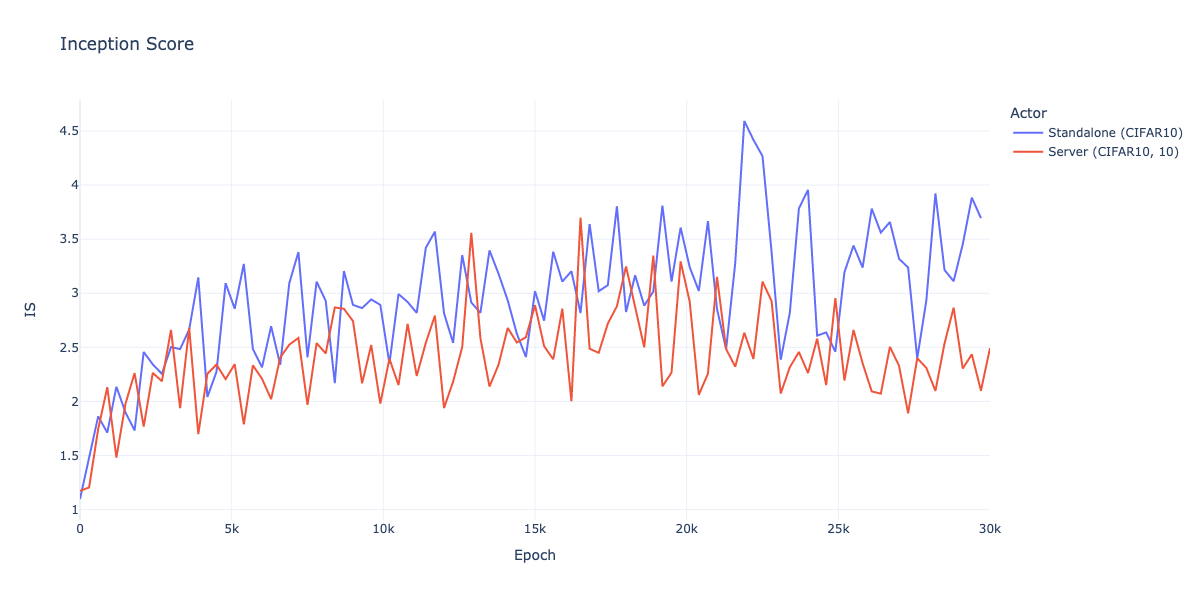 Inception Score
Actor
Standalone (CIFAR10)
Server (CIFAR10, 10)
IS
4.5
4
3.5
3
2.5
2
1.5
1
0
5k
10k
15k
20k
25k
30k
Epoch